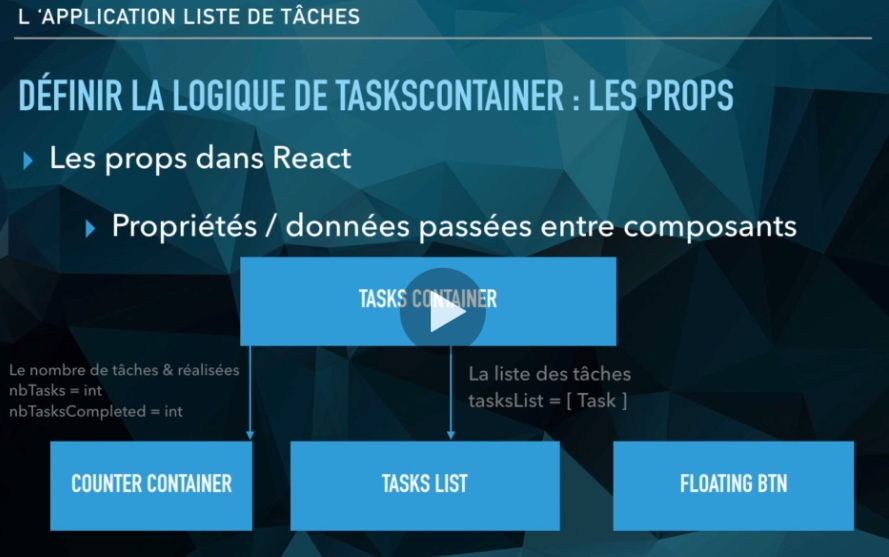 L 'APPLICATION LISTE DE TÂCHES
DÉFINIR LA LOGIQUE DE TASKSCONTAINER : LES PROPS
Les props dans React
Propriétés / données passées entre composants
TASKS CONTAINER
Le nombre de tâches & réalisées
nbTasks = int
nbTasksCompleted = int
La liste des tâches
tasksList = [ Task ]
COUNTER CONTAINER
TASKS LIST
FLOATING BTN